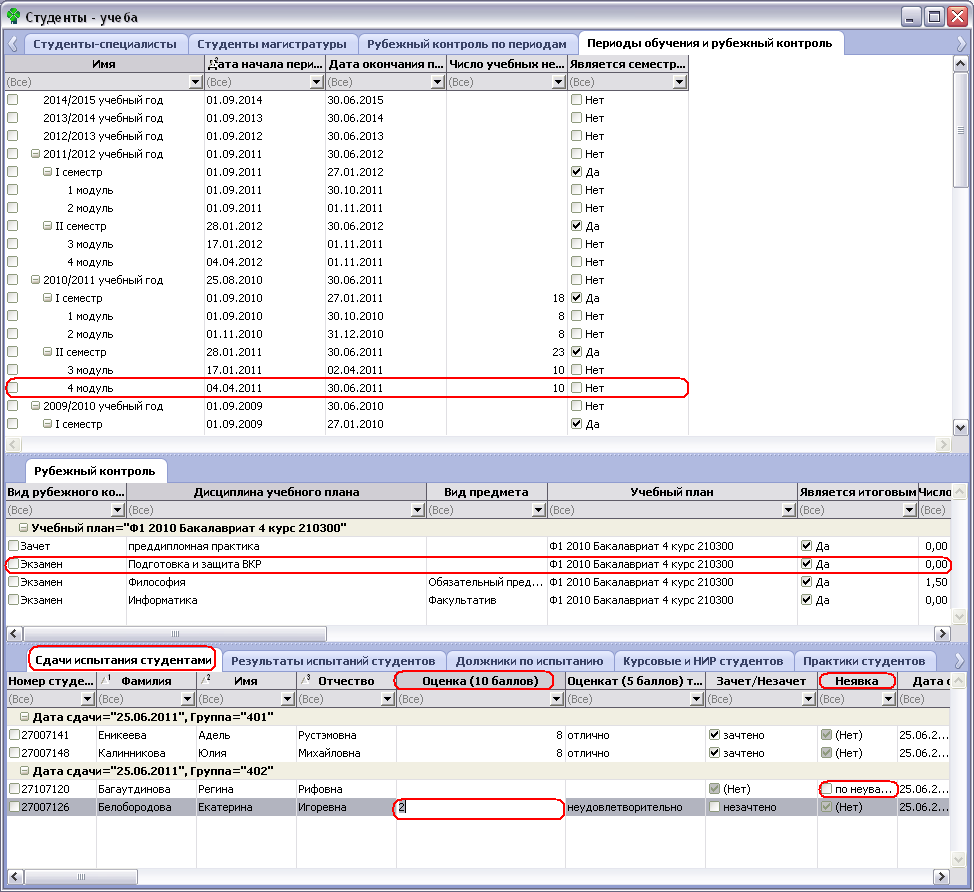 Студенты - учеба
Студенты-специалисты Студенты магистратуры Рубежный контроль по периодам Периоды обучения и рубежный контроль
Имя Дата начала пери... Дата окончания п... Число учебных не... Является семестр...
(Все) (Все) (Все) (Все) (Все)
2014/2015 учебный год 01.09.2014 30.06.2015 Нет
2013/2014 учебный год 01.09.2013 30.06.2014 Нет
2012/2013 учебный год 01.09.2012 30.06.2013 Нет
2011/2012 учебный год 01.09.2011 30.06.2012 Нет
I семестр 01.09.2011 27.01.2012 Да
1 модуль 01.09.2011 30.10.2011 Нет
2 модуль 01.09.2011 01.11.2011 Нет
II семестр 28.01.2012 30.06.2012 Да
3 модуль 17.01.2012 01.11.2011 Нет
4 модуль 04.04.2012 01.11.2011 Нет
2010/2011 учебный год 25.08.2010 30.06.2011 Нет
I семестр 01.09.2010 27.01.2011 18 Да
1 модуль 01.09.2010 30.10.2010 8 Нет
2 модуль 01.11.2010 31.12.2010 8 Нет
II семестр 28.01.2011 30.06.2011 23 Да
3 модуль 17.01.2011 02.04.2011 10 Нет
4 модуль 04.04.2011 30.06.2011 10 Нет
2009/2010 учебный год 01.09.2009 30.06.2010 Нет
I семестр 01.09.2009 27.01.2010 Да
Рубежный контроль
Вид рубежного ко... Дисциплина учебного плана Вид предмета Учебный план Является итоговым Число
(Все) (Все) (Все) (Все) (Все) (Все)
Учебный план="Ф1 2010 Бакалавриат 4 курс 210300"
Зачет преддипломная практика Ф1 2010 Бакалавриат 4 курс 210300 Да 0,00
Экзамен Подготовка и защита ВКР Ф1 2010 Бакалавриат 4 курс 210300 Да 0,00
Экзамен Философия Обязательный пред... Ф1 2010 Бакалавриат 4 курс 210300 Да 1,50
Экзамен Информатика Факультатив Ф1 2010 Бакалавриат 4 курс 210300 Да 0,00
Сдачи испытания студентами Результаты испытаний студентов Должники по испытанию Курсовые и НИР студентов Практики студентов
Номер студе... 1 Фамилия 2 Имя 3 Отчество Оценка (10 баллов) Оценкат (5 баллов) т... Зачет/Незачет Неявка Дата с
(Все) (Все) (Все) (Все) (Все) (Все) (Все) (Все) (Все)
Дата сдачи="25.06.2011", Группа="401"
27007141 Еникеева Адель Рустэмовна 8 отлично зачтено (Нет) 25.06.2...
27007148 Калинникова Юлия Михайловна 8 отлично зачтено (Нет) 25.06.2...
Дата сдачи="25.06.2011", Группа="402"
27107120 Багаутдинова Регина Рифовна (Нет) по неува... 25.06.2...
27007126 Белобородова Екатерина Игоревна 2 неудовлетворительно незачтено (Нет) 25.06.2...